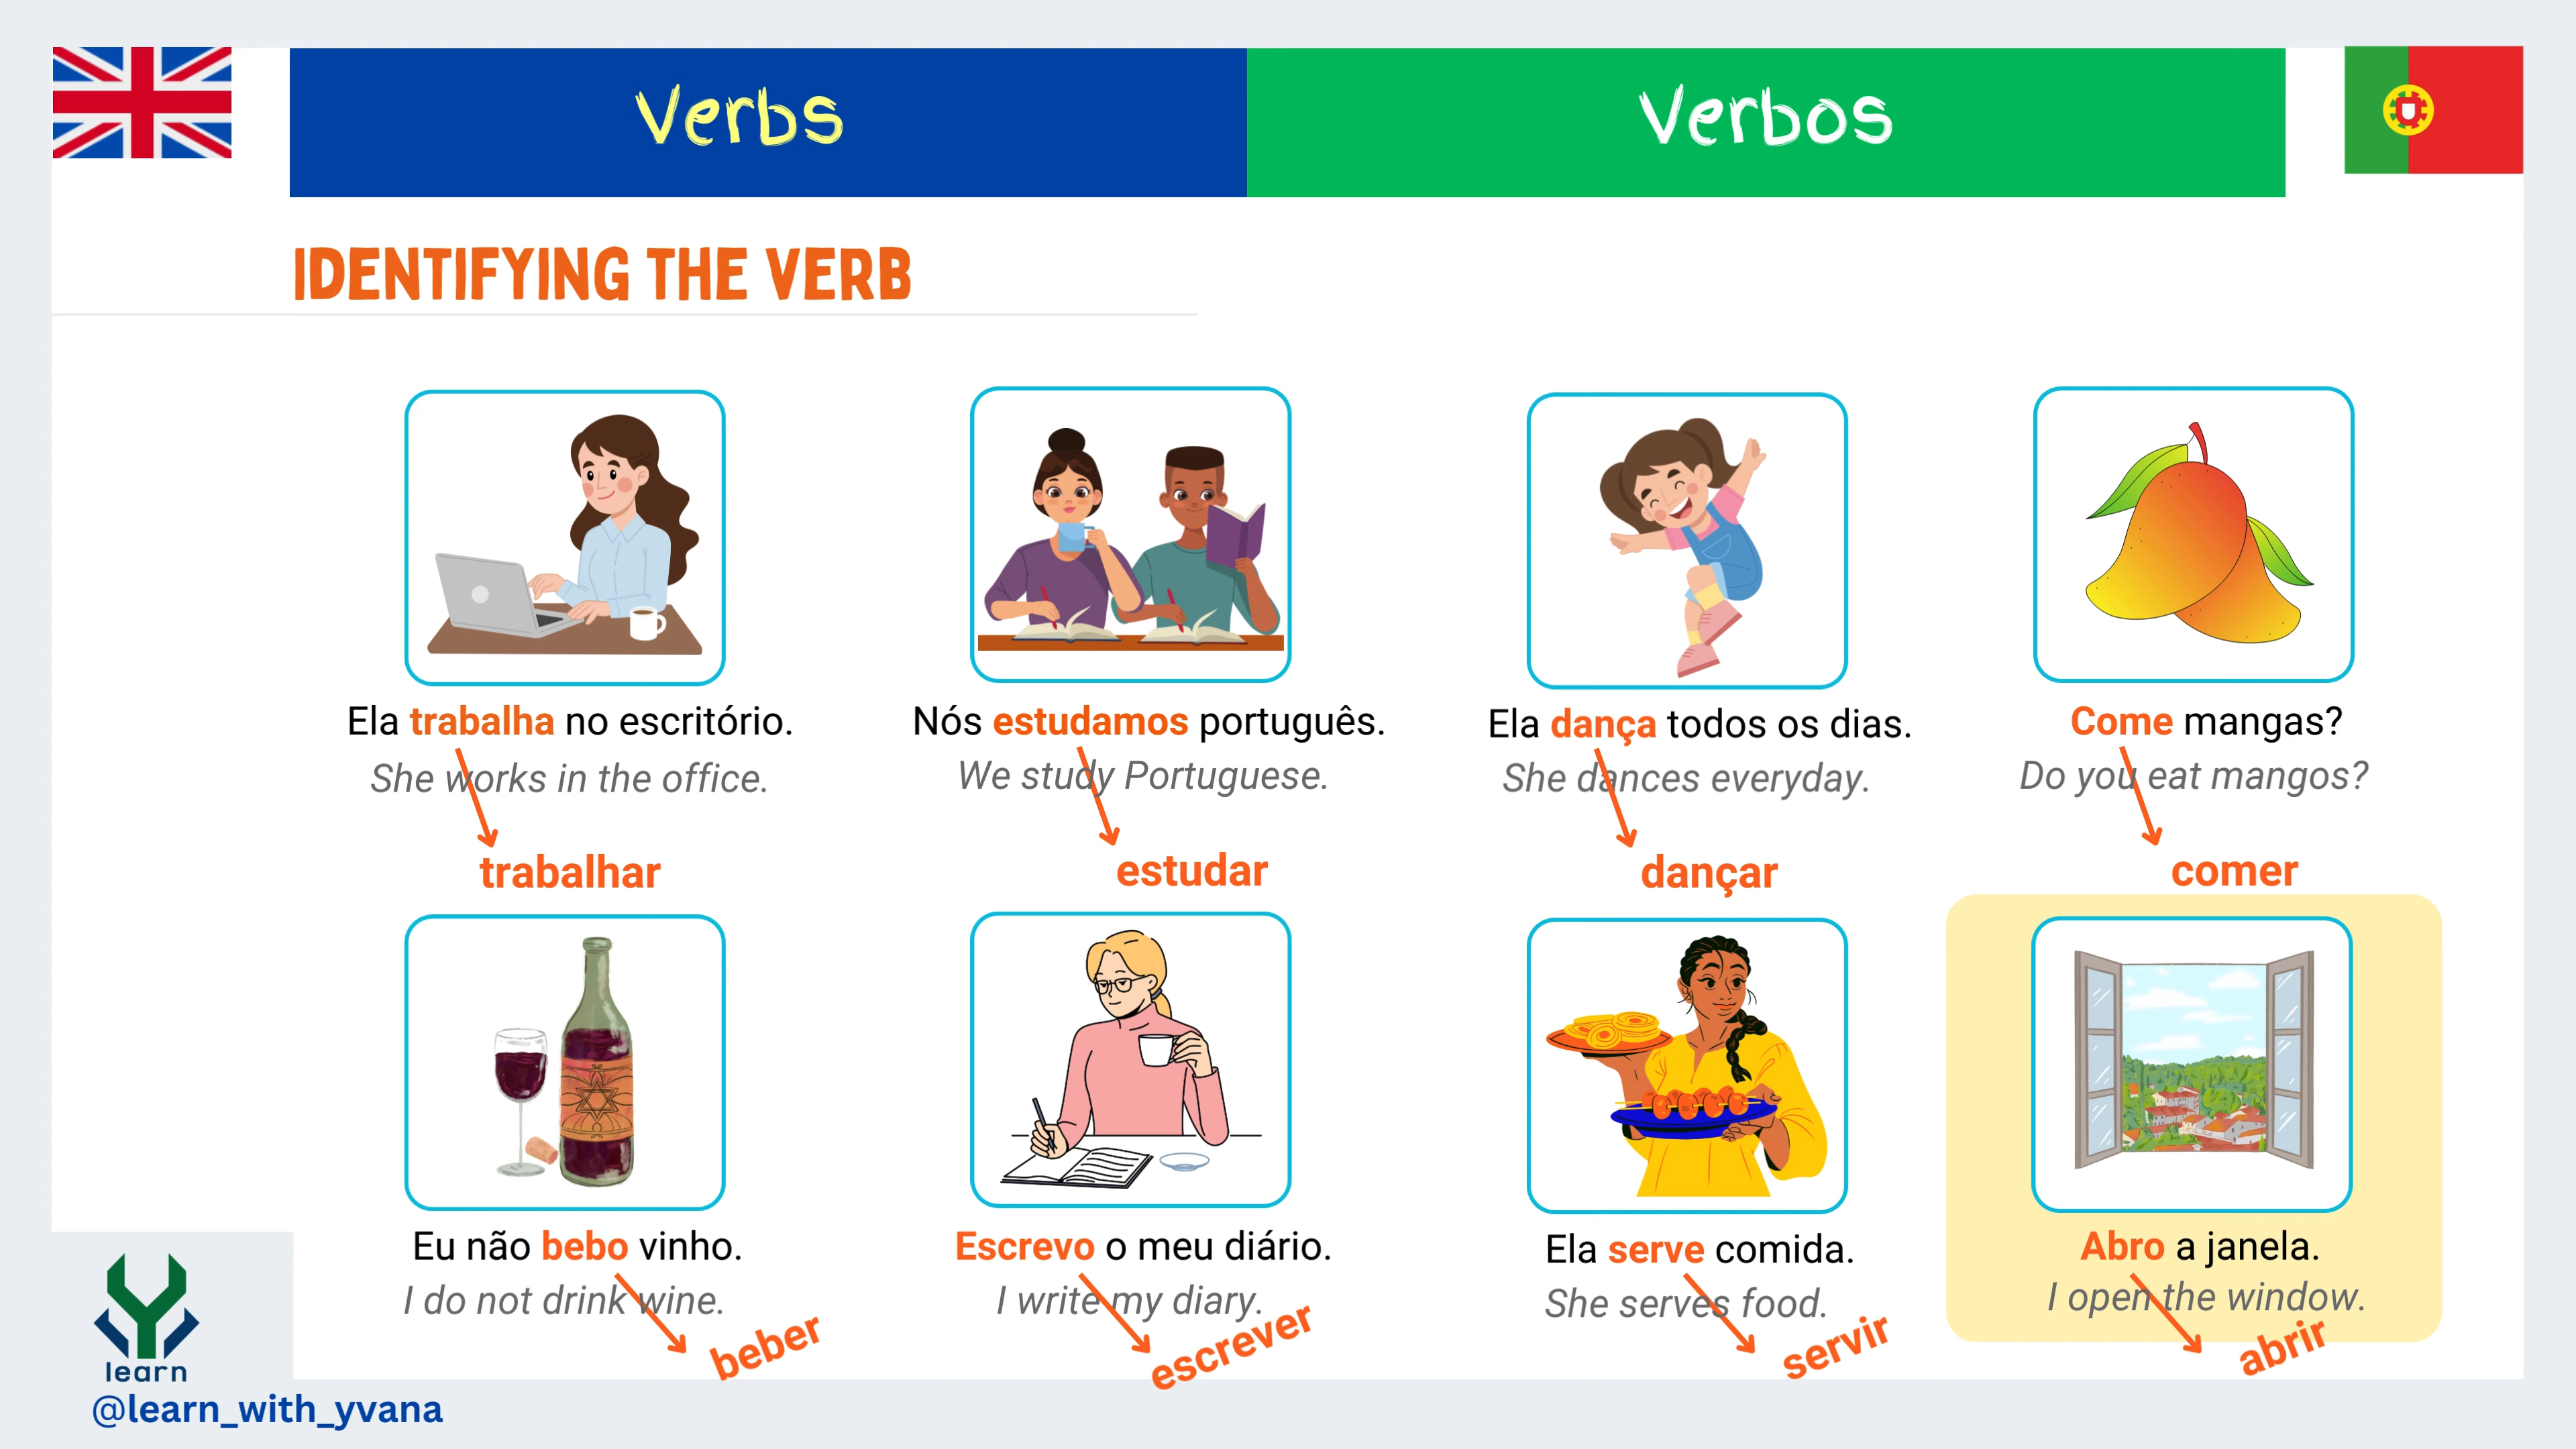 Verbs
Verbos
IDENTIFYING THE VERB
Ela trabalha no escritório.
She works in the office.
trabalhar
Nós estudamos português.
We study Portuguese.
estudar
Ela dança todos os dias.
She dances everyday.
dançar
Come mangas?
Do you eat mangos?
comer
Eu não bebo vinho.
I do not drink wine.
beber
Escrevo o meu diário.
I write my diary.
escrever
Ela serve comida.
She serves food.
servir
Abro a janela.
I open the window.
abrir
learn
@learn_with_yvana